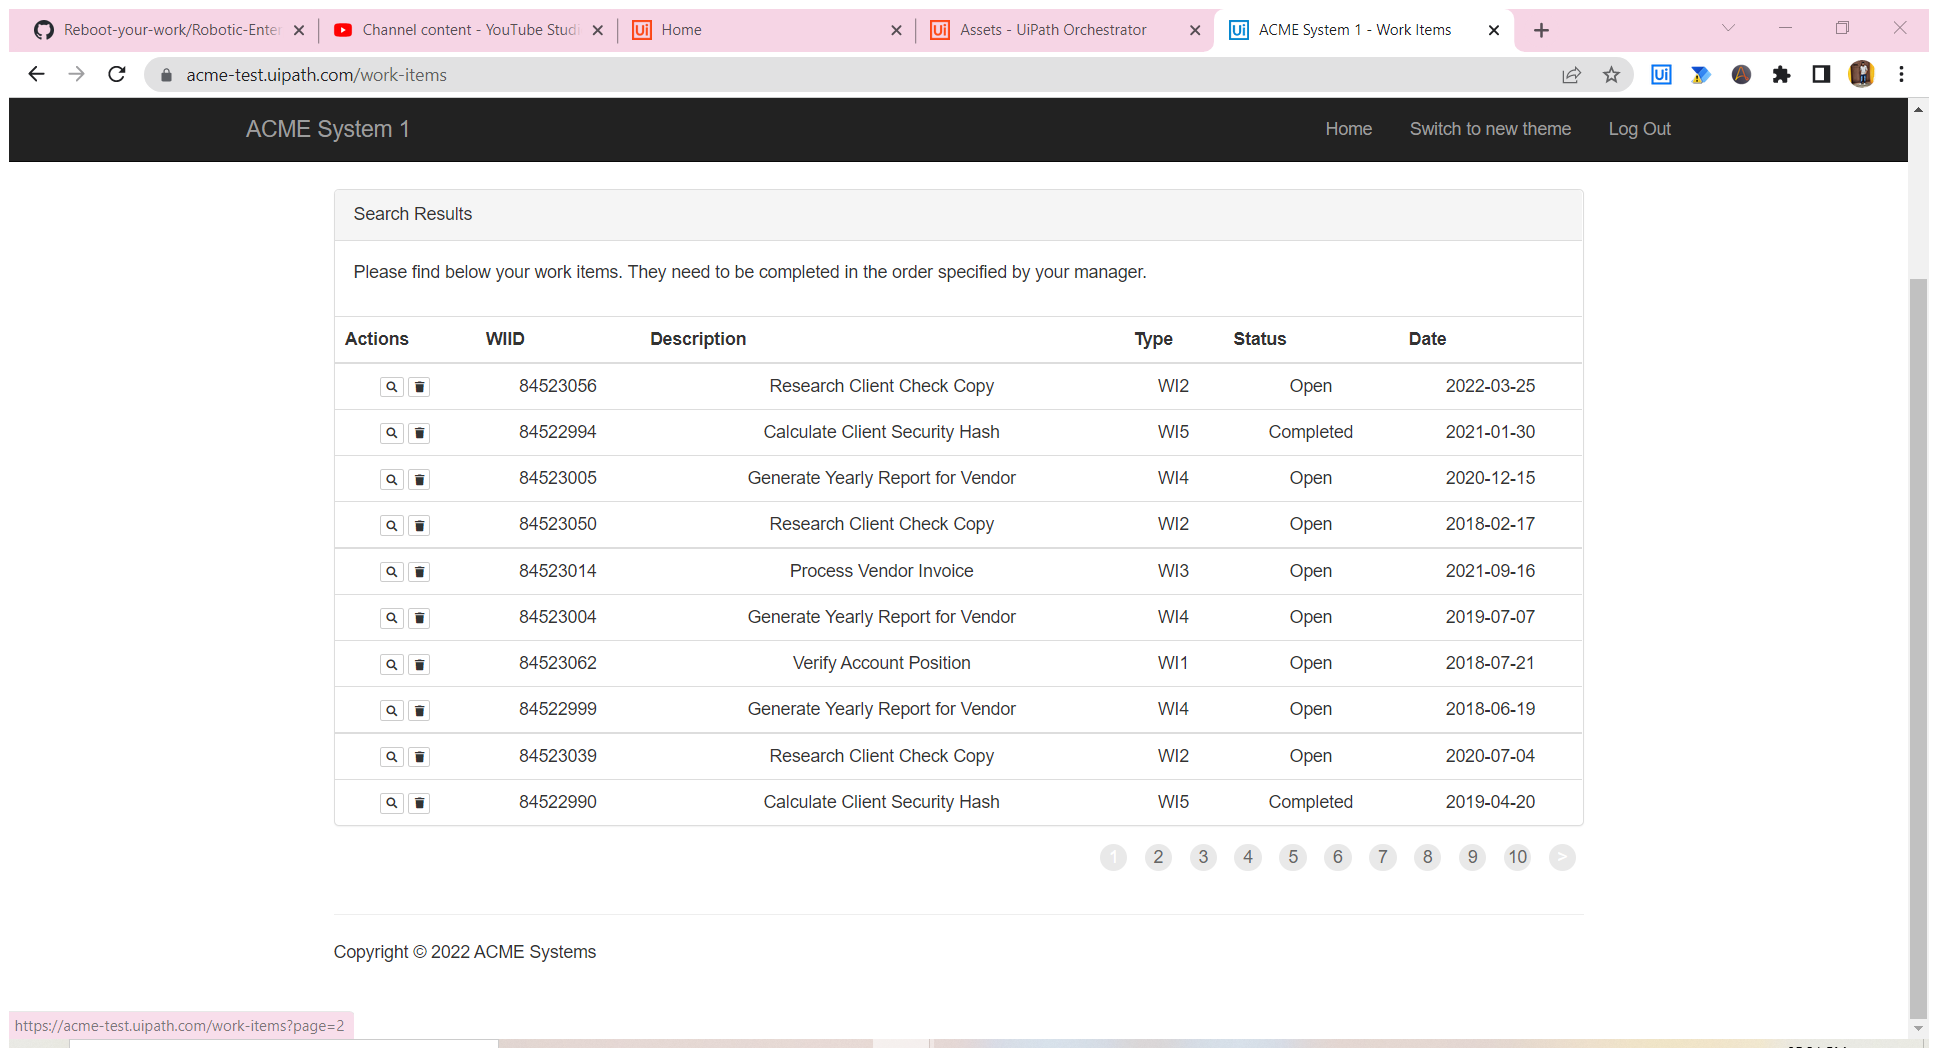 Reboot-your-work/Robotic-Enter
Channel content - YouTube Studi
Ui Home
Ui Assets - UiPath Orchestrator
Ui ACME System 1 - Work Items
acme-test.uipath.com/work-items
Ui
ACME System 1 Home Switch to new theme Log Out
Search Results
Please find below your work items. They need to be completed in the order specified by your manager.
Actions WIID Description Type Status Date
84523056 Research Client Check Copy WI2 Open 2022-03-25
84522994 Calculate Client Security Hash WI5 Completed 2021-01-30
84523005 Generate Yearly Report for Vendor WI4 Open 2020-12-15
84523050 Research Client Check Copy WI2 Open 2018-02-17
84523014 Process Vendor Invoice WI3 Open 2021-09-16
84523004 Generate Yearly Report for Vendor WI4 Open 2019-07-07
84523062 Verify Account Position WI1 Open 2018-07-21
84522999 Generate Yearly Report for Vendor WI4 Open 2018-06-19
84523039 Research Client Check Copy WI2 Open 2020-07-04
84522990 Calculate Client Security Hash WI5 Completed 2019-04-20
1 2 3 4 5 6 7 8 9 10 >
Copyright © 2022 ACME Systems
https://acme-test.uipath.com/work-items?page=2